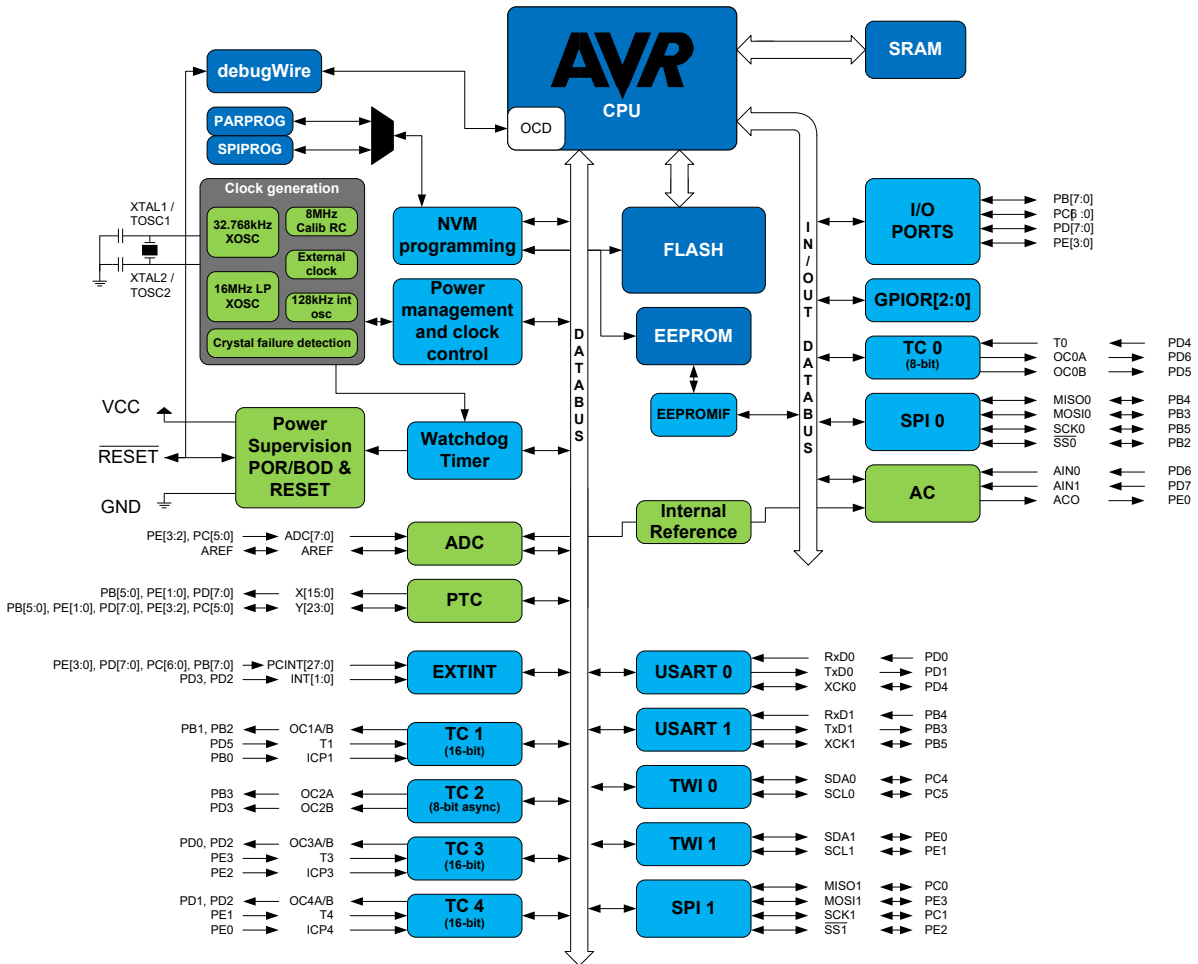 AVR
CPU
OCD
SRAM
debugWire
PARPROG
SPIPROG
Clock generation
32.768kHz
XOSC
8MHz
Calib RC
External
clock
16MHz LP
XOSC
128kHz int
osc
Crystal failure detection
XTAL1 /
TOSC1
XTAL2 /
TOSC2
NVM
programming
Power
management
and clock
control
FLASH
EEPROM
EEPROMIF
DATABUS
IN/OUT DATABUS
I/O
PORTS
PB[7:0]
PC[6:0]
PD[7:0]
PE[3:0]
GPIOR[2:0]
TC 0
(8-bit)
T0 PD4
OC0A PD6
OC0B PD5
SPI 0
MISO0 PB4
MOSI0 PB3
SCK0 PB5
SS0 PB2
AC
AIN0 PD6
AIN1 PD7
ACO PE0
VCC
RESET
GND
Power
Supervision
POR/BOD &
RESET
Watchdog
Timer
Internal
Reference
PE[3:2], PC[5:0] ADC[7:0]
AREF AREF
ADC
PB[5:0], PE[1:0], PD[7:0] X[15:0]
PB[5:0], PE[1:0], PD[7:0], PE[3:2], PC[5:0] Y[23:0]
PTC
PE[3:0], PD[7:0], PC[6:0], PB[7:0] PCINT[27:0]
PD3, PD2 INT[1:0]
EXTINT
USART 0
RxD0 PD0
TxD0 PD1
XCK0 PD4
PB1, PB2 OC1A/B
PD5 T1
PB0 ICP1
TC 1
(16-bit)
USART 1
RxD1 PB4
TxD1 PB3
XCK1 PB5
PB3 OC2A
PD3 OC2B
TC 2
(8-bit async)
TWI 0
SDA0 PC4
SCL0 PC5
PD0, PD2 OC3A/B
PE3 T3
PE2 ICP3
TC 3
(16-bit)
TWI 1
SDA1 PE0
SCL1 PE1
PD1, PD2 OC4A/B
PE1 T4
PE0 ICP4
TC 4
(16-bit)
SPI 1
MISO1 PC0
MOSI1 PE3
SCK1 PC1
SS1 PE2